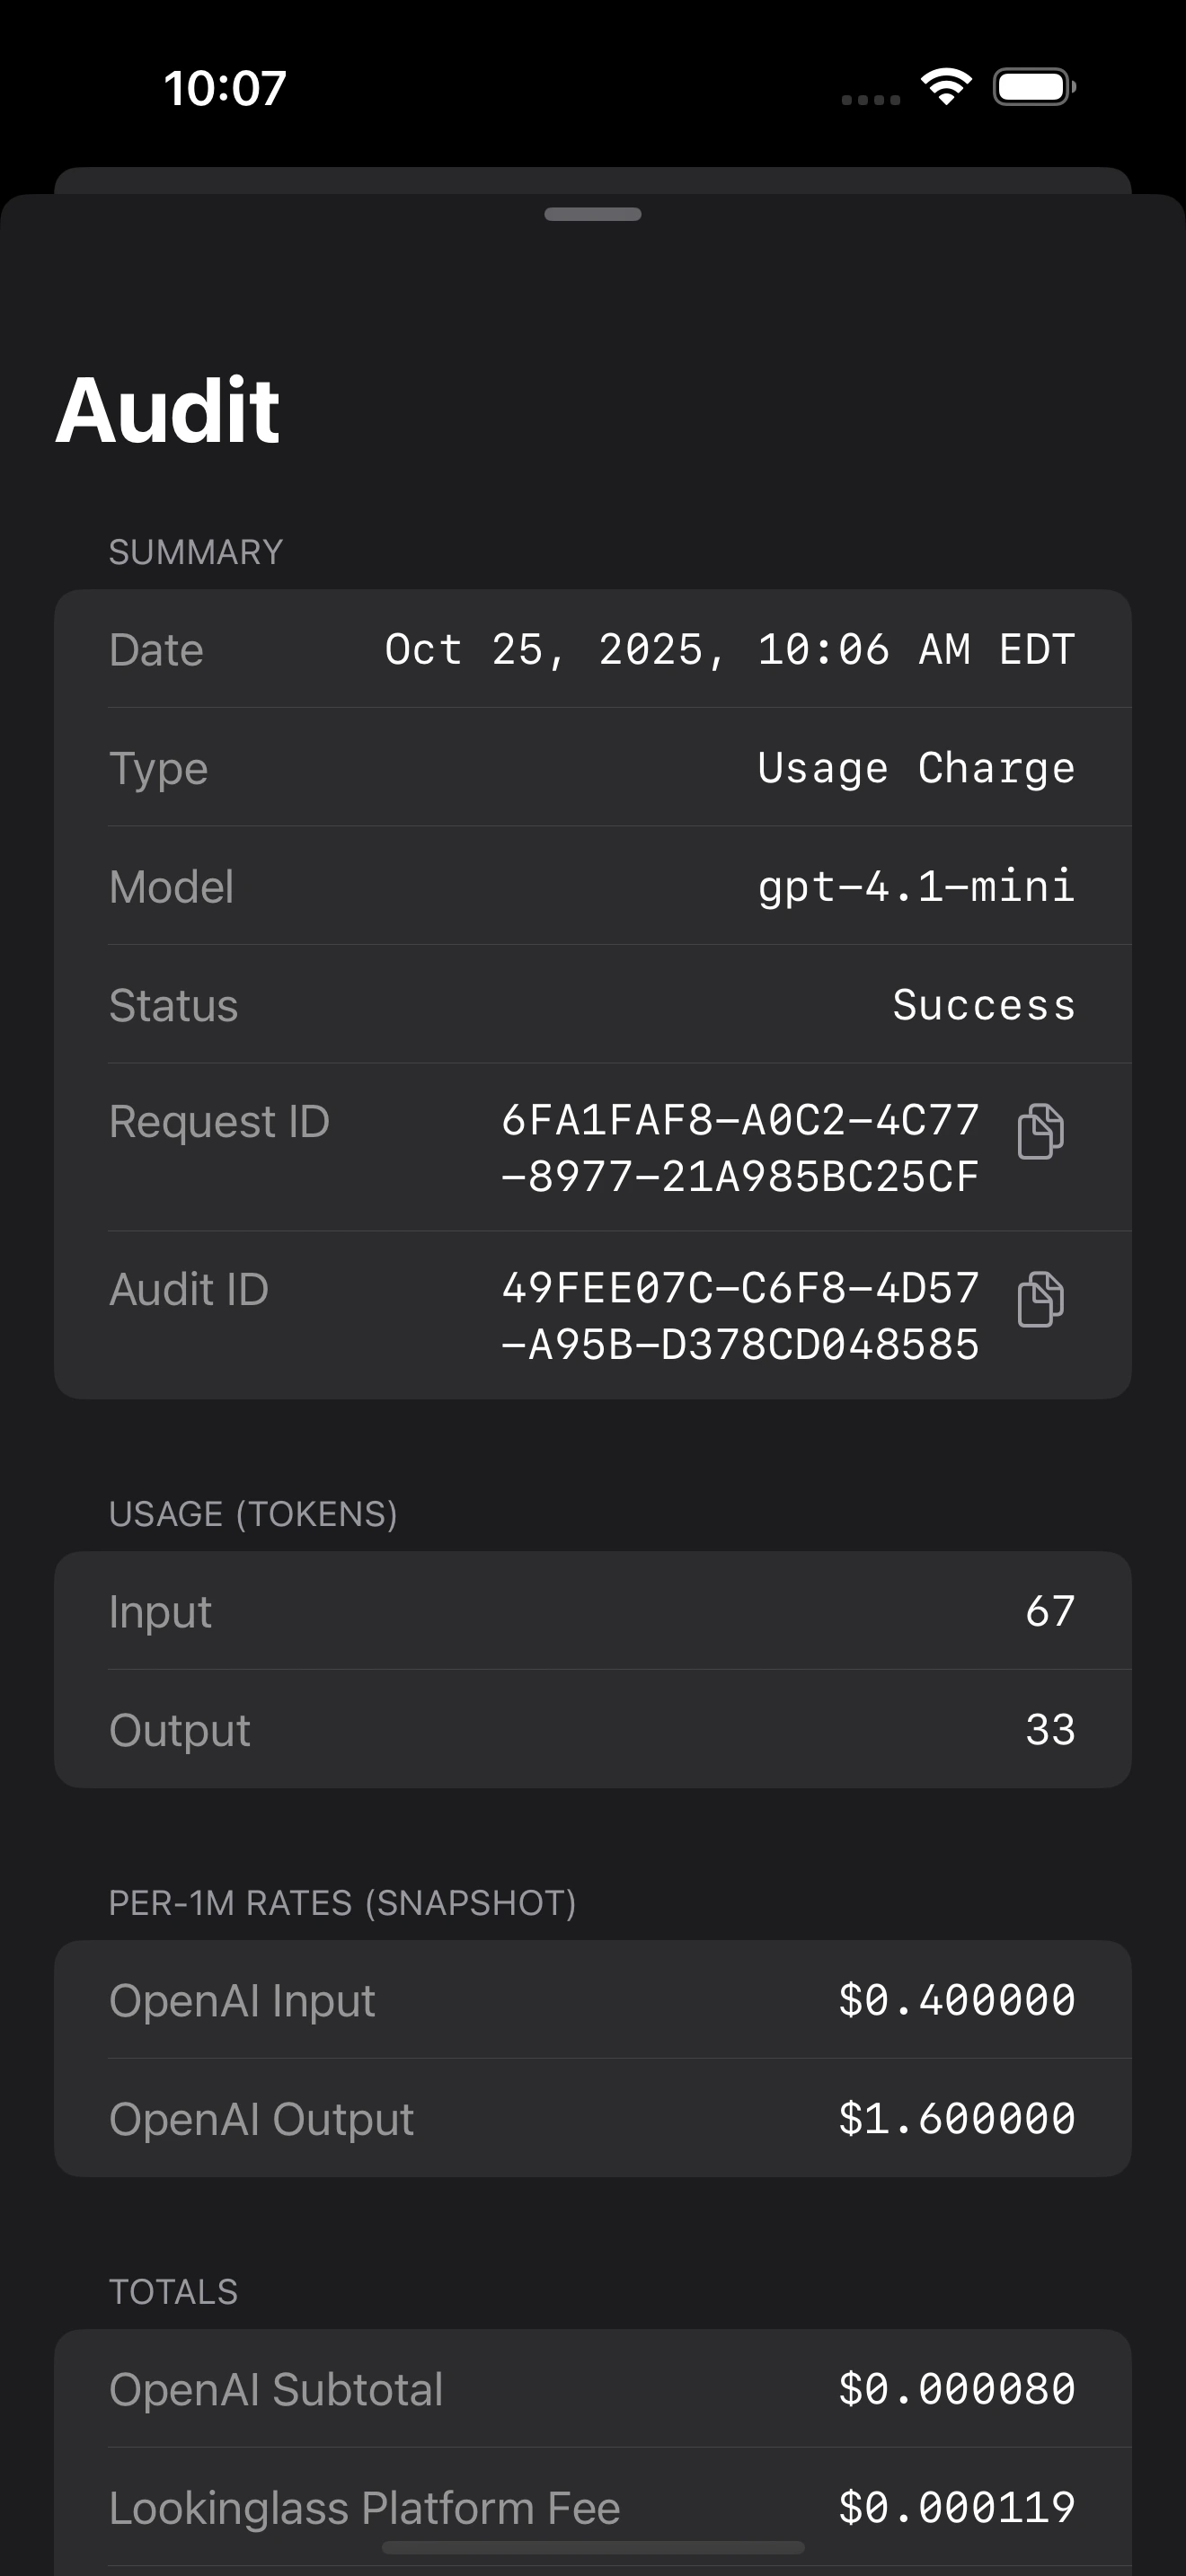 10:07
Audit
SUMMARY
Date Oct 25, 2025, 10:06 AM EDT
Type Usage Charge
Model gpt-4.1-mini
Status Success
Request ID 6FA1FAF8-A0C2-4C77
-8977-21A985BC25CF
Audit ID 49FEE07C-C6F8-4D57
-A95B-D378CD048585
USAGE (TOKENS)
Input 67
Output 33
PER-1M RATES (SNAPSHOT)
OpenAI Input $0.400000
OpenAI Output $1.600000
TOTALS
OpenAI Subtotal $0.000080
Lookinglass Platform Fee $0.000119